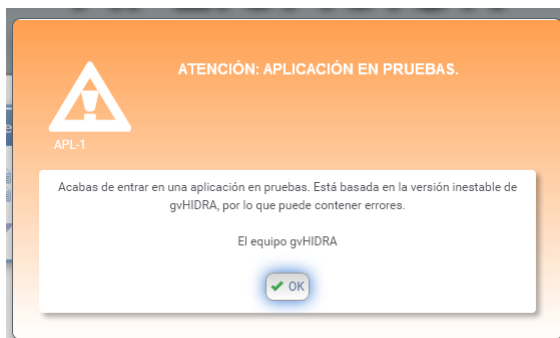 ATENCIÓN: APLICACIÓN EN PRUEBAS.
APL-1
Acabas de entrar en una aplicación en pruebas. Está basada en la versión inestable de
gvHIDRA, por lo que puede contener errores.
El equipo gvHIDRA
OK